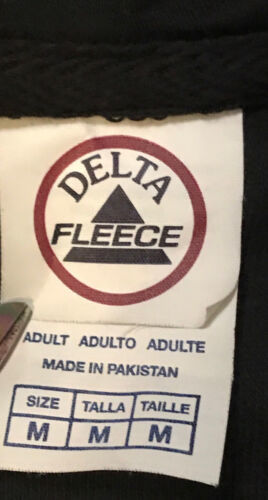 DELTA
FLEECE
ADULT ADULTO ADULTE
MADE IN PAKISTAN
SIZE TALLA TAILLE
M M M